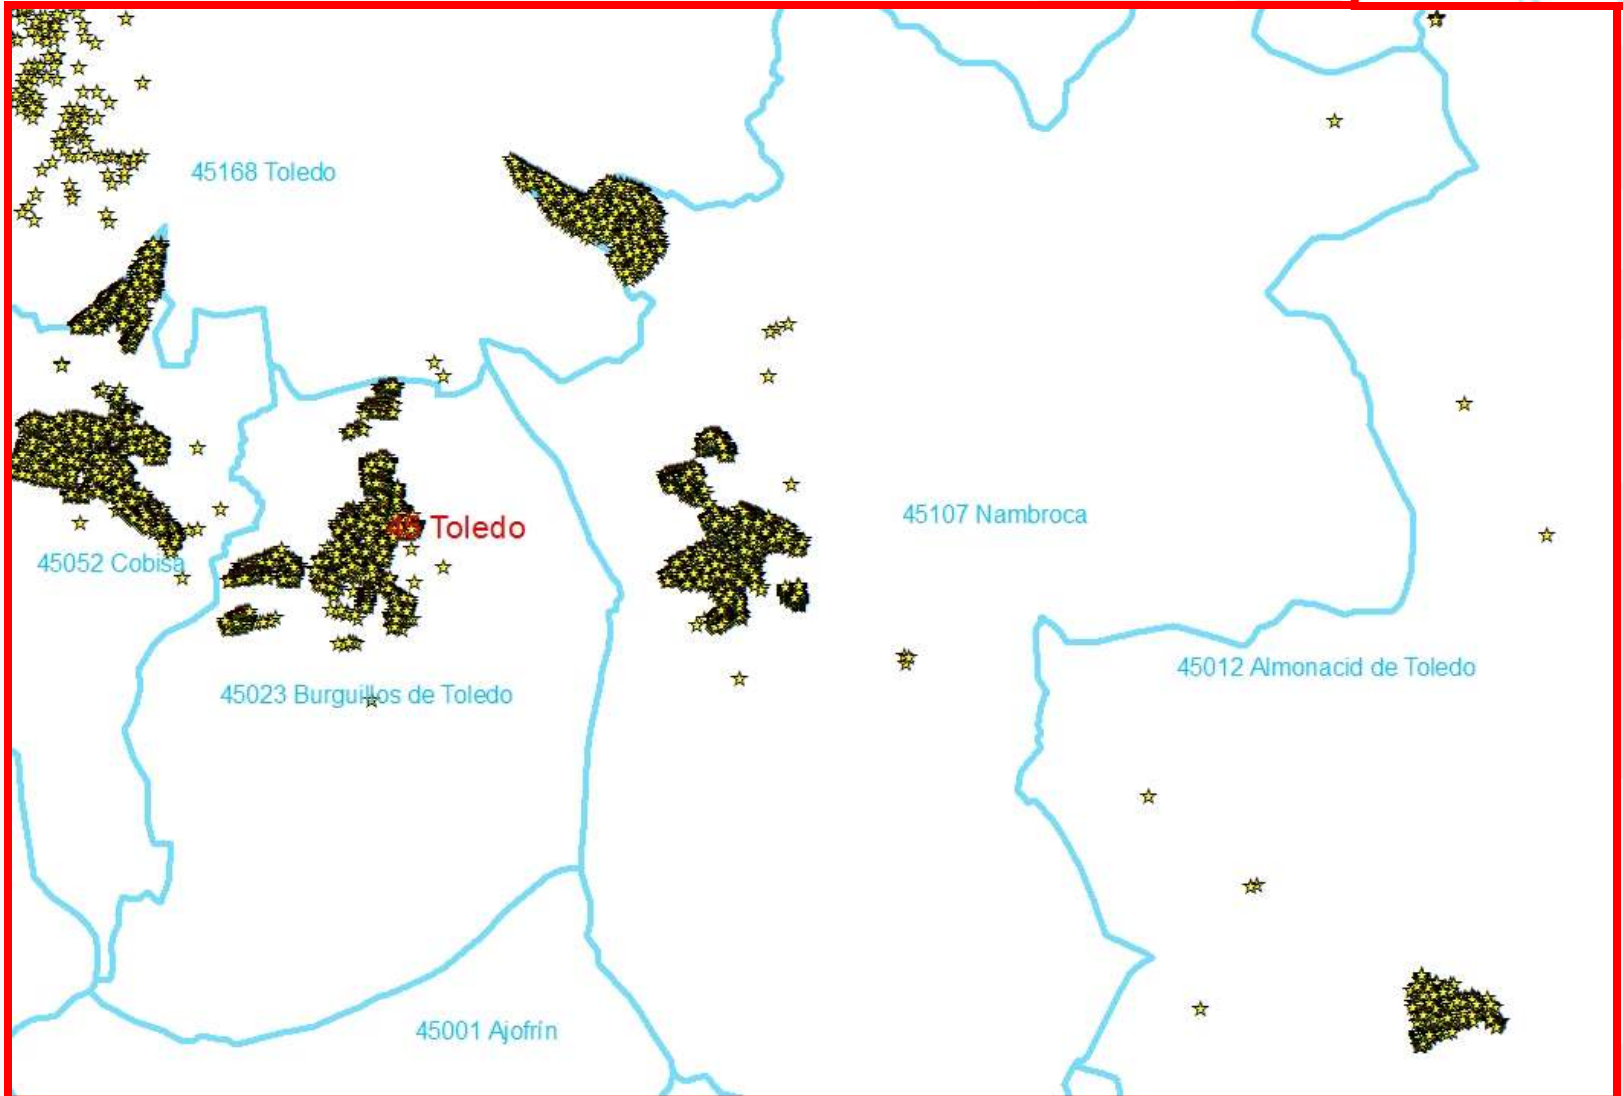 45168 Toledo
45107 Nambroca
45 Toledo
45052 Cobisa
45012 Almonacid de Toledo
45023 Burguillos de Toledo
45001 Ajofrín